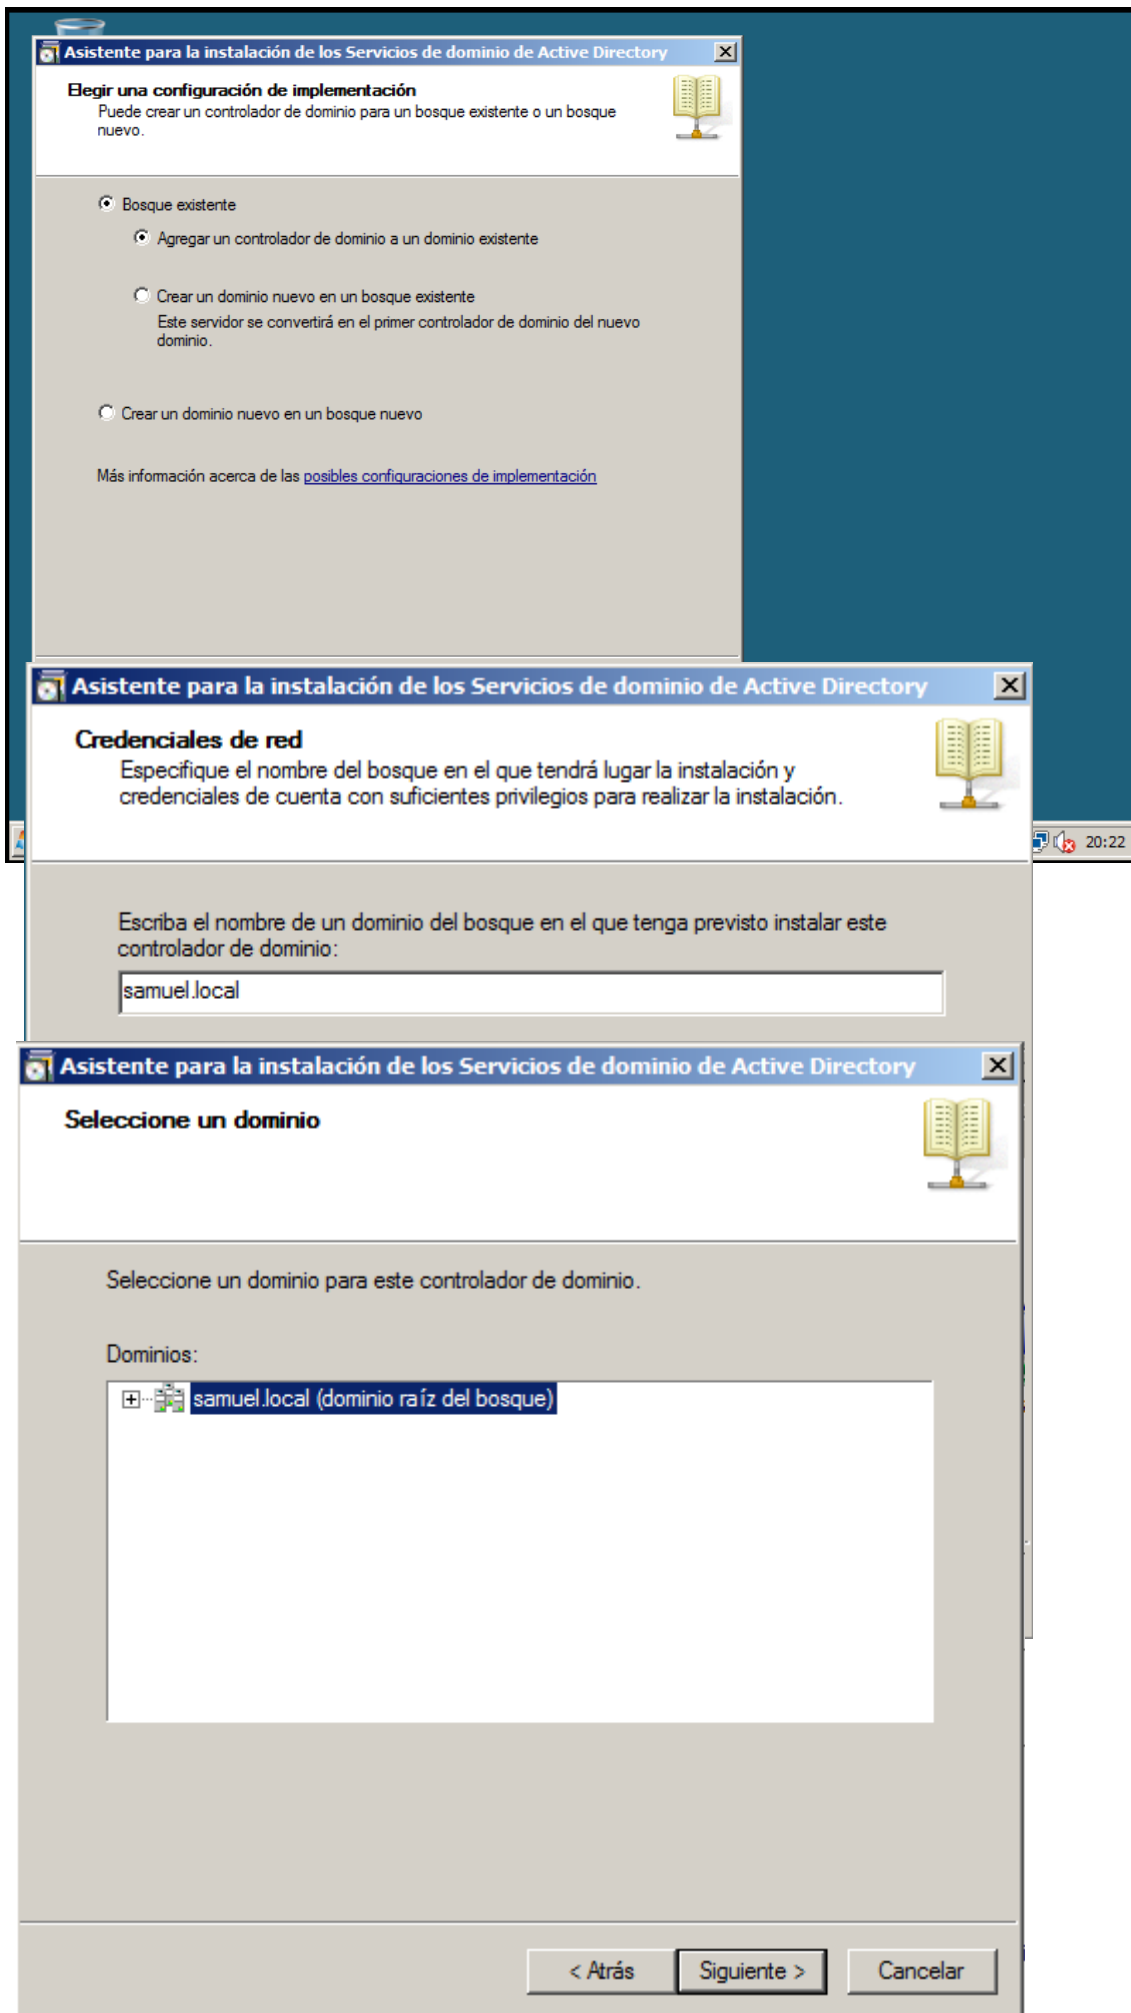 Asistente para la instalación de los Servicios de dominio de Active Directory
Elegir una configuración de implementación
Puede crear un controlador de dominio para un bosque existente o un bosque
nuevo.
Bosque existente
Agregar un controlador de dominio a un dominio existente
Crear un dominio nuevo en un bosque existente
Este servidor se convertirá en el primer controlador de dominio del nuevo
dominio.
Crear un dominio nuevo en un bosque nuevo
Más información acerca de las posibles configuraciones de implementación
Asistente para la instalación de los Servicios de dominio de Active Directory
Credenciales de red
Especifique el nombre del bosque en el que tendrá lugar la instalación y
credenciales de cuenta con suficientes privilegios para realizar la instalación.
20:22
Escriba el nombre de un dominio del bosque en el que tenga previsto instalar este
controlador de dominio:
samuel.local
Asistente para la instalación de los Servicios de dominio de Active Directory
Seleccione un dominio
Seleccione un dominio para este controlador de dominio.
Dominios:
samuel.local (dominio raíz del bosque)
< Atrás
Siguiente >
Cancelar